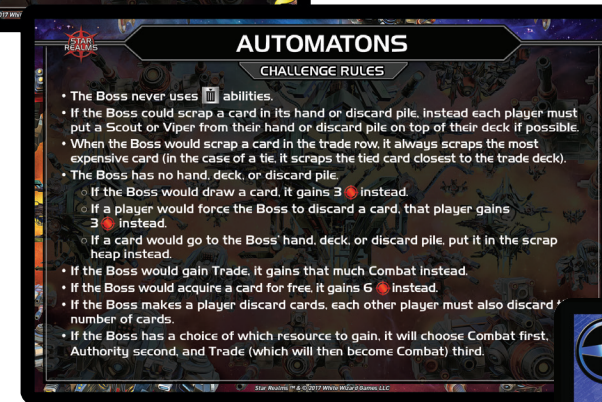 2017 Whi
STAR
REALMS
AUTOMATONS
CHALLENGE RULES
• The Boss never uses abilities.
• If the Boss could scrap a card in its hand or discard pile, instead each player must
put a Scout or Viper from their hand or discard pile on top of their deck if possible.
• When the Boss would scrap a card in the trade row, it always scraps the most
expensive card (in the case of a tie, it scraps the tied card closest to the trade deck).
• The Boss has no hand, deck, or discard pile.
○ If the Boss would draw a card, it gains 3 instead.
○ If a player would force the Boss to discard a card, that player gains
3 instead.
○ If a card would go to the Boss' hand, deck, or discard pile, put it in the scrap
heap instead.
• If the Boss would gain Trade, it gains that much Combat instead.
• If the Boss would acquire a card for free, it gains 6 instead.
• If the Boss makes a player discard cards, each other player must also discard
number of cards.
• If the Boss has a choice of which resource to gain, it will choose Combat first,
Authority second, and Trade (which will then become Combat) third.
Star Realms ™ & © 2017 White Wizard Games LLC